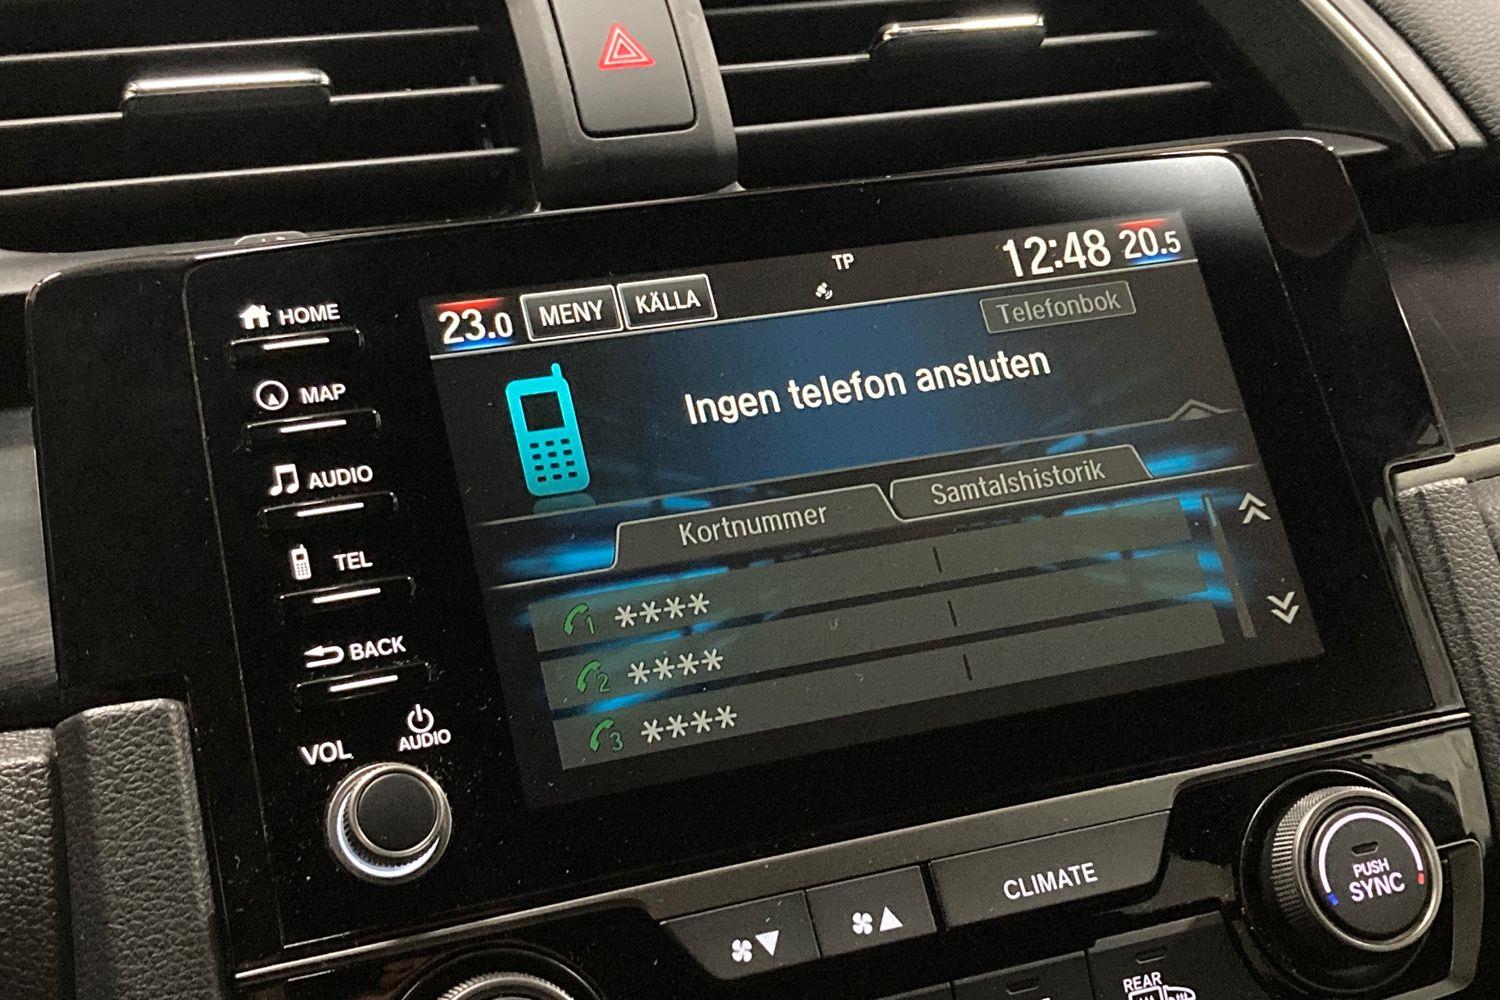 TP
12:48
20.5
23.0
MENY
KÄLLA
Telefonbok
HOME
MAP
Ingen telefon ansluten
AUDIO
Samtalshistorik
Kortnummer
TEL
1 ****
BACK
2 ****
3 ****
VOL
AUDIO
CLIMATE
PUSH
SYNC
REAR